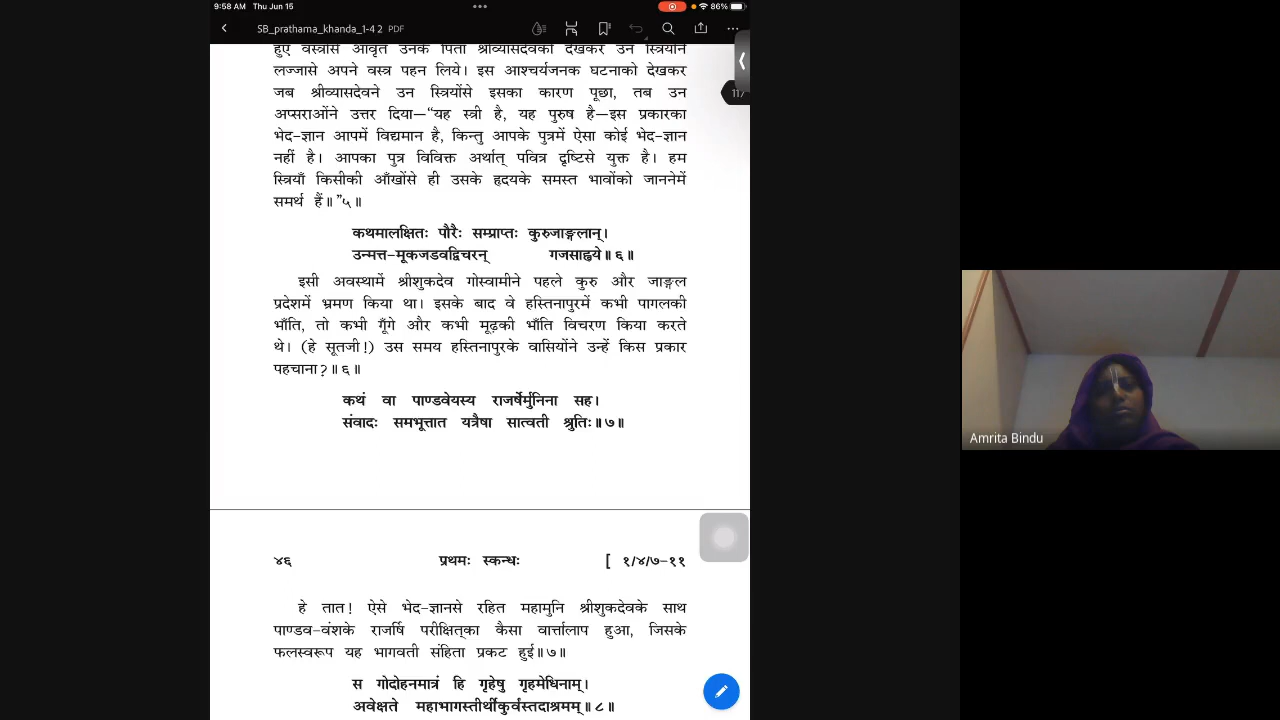 9:58 AM Thu Jun 15
86%
SB_prathama_khanda_1-4 2 PDF
हुए वस्त्रोंसे आवृत उनके पिता श्रीव्यासदेवको देखकर उन स्त्रियोंने
लज्जासे अपने वस्त्र पहन लिये। इस आश्चर्यजनक घटनाको देखकर
जब श्रीव्यासदेवने उन स्त्रियोंसे इसका कारण पूछा, तब उन
अप्सराओंने उत्तर दिया—“यह स्त्री है, यह पुरुष है—इस प्रकारका
भेद-ज्ञान आपमें विद्यमान है, किन्तु आपके पुत्रमें ऐसा कोई भेद-ज्ञान
नहीं है। आपका पुत्र विविक्त अर्थात् पवित्र दृष्टिसे युक्त है। हम
स्त्रियाँ किसीकी आँखोंसे ही उसके हृदयके समस्त भावोंको जाननेमें
समर्थ हैं॥”५॥
117
कथमालक्षितः पौरैः सम्प्राप्तः कुरुजाङ्गलान्।
उन्मत्त-मूकजडवद्विचरन् गजसाह्वये॥६॥
इसी अवस्थामें श्रीशुकदेव गोस्वामीने पहले कुरु और जाङ्गल
प्रदेशमें भ्रमण किया था। इसके बाद वे हस्तिनापुरमें कभी पागलकी
भाँति, तो कभी गूँगे और कभी मूढ़की भाँति विचरण किया करते
थे। (हे सूतजी!) उस समय हस्तिनापुरके वासियोंने उन्हें किस प्रकार
पहचाना?॥६॥
कथं वा पाण्डवेयस्य राजर्षेर्मुनिना सह।
संवादः समभूत्तात यत्रैषा सात्वती श्रुतिः॥७॥
४६ प्रथमः स्कन्धः [ १/४/७-११
हे तात! ऐसे भेद-ज्ञानसे रहित महामुनि श्रीशुकदेवके साथ
पाण्डव-वंशके राजर्षि परीक्षित्का कैसा वार्त्तालाप हुआ, जिसके
फलस्वरूप यह भागवती संहिता प्रकट हुई॥७॥
स गोदोहनमात्रं हि गृहेषु गृहमेधिनाम्।
अवेक्षते महाभागस्तीर्थीकुर्वंस्तदाश्रमम्॥८॥
Amrita Bindu